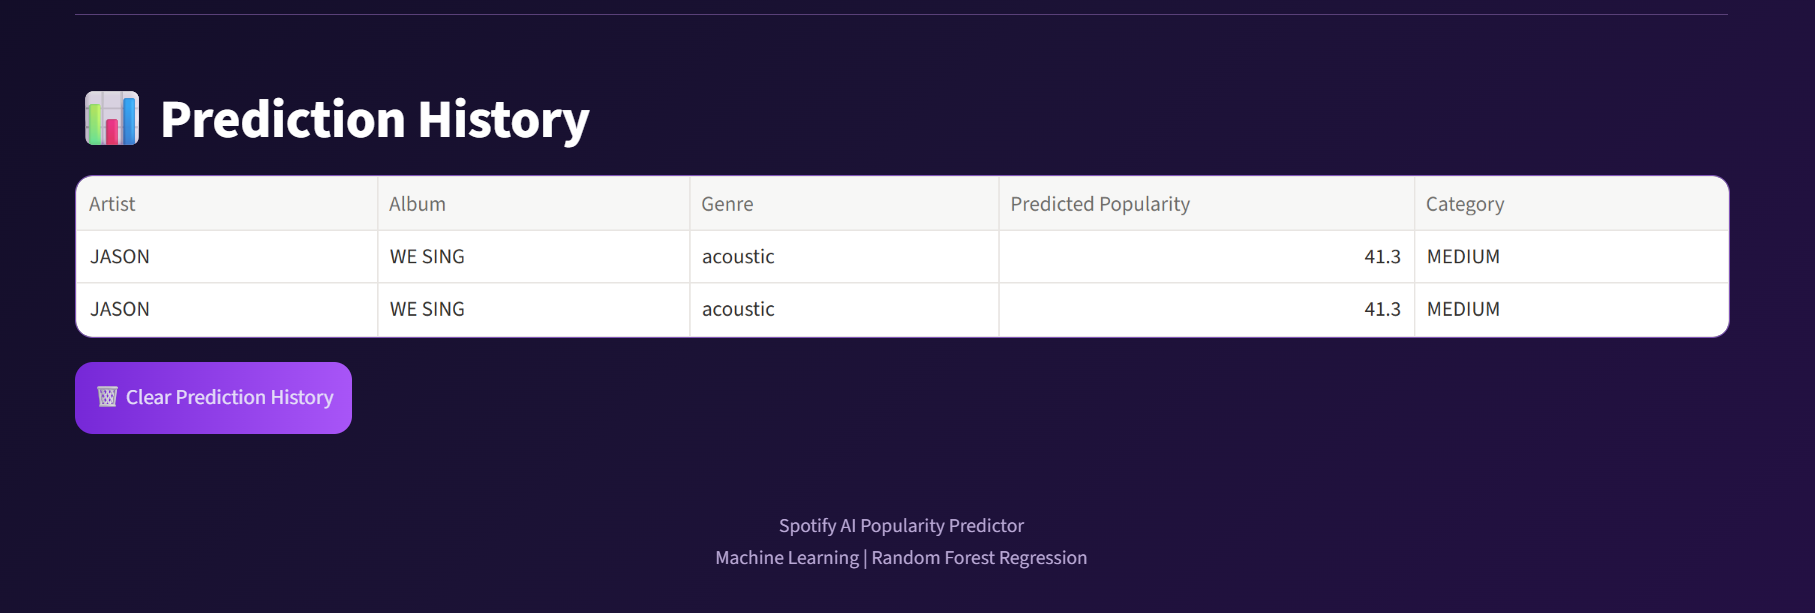 Prediction History
Artist Album Genre Predicted Popularity Category
JASON WE SING acoustic 41.3 MEDIUM
JASON WE SING acoustic 41.3 MEDIUM
Clear Prediction History
Spotify AI Popularity Predictor
Machine Learning | Random Forest Regression